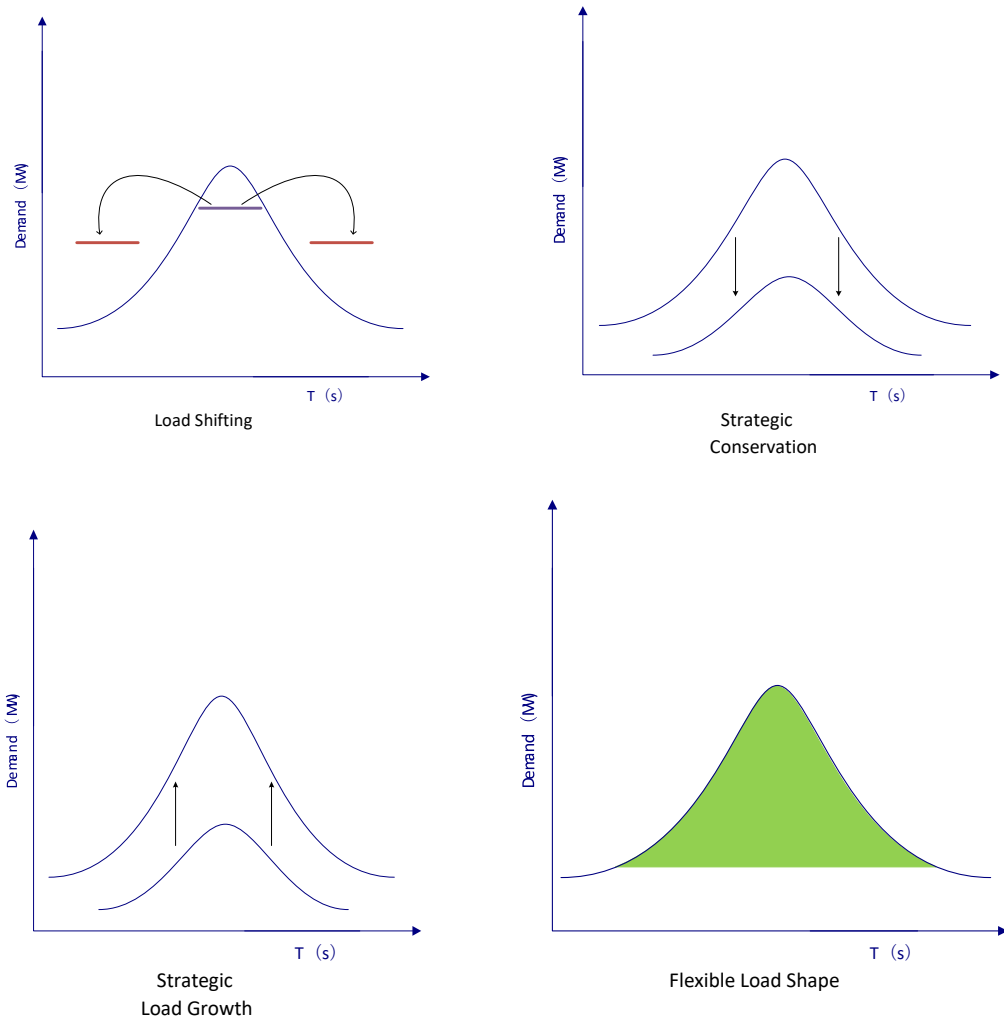 Demand （MW）
T （s）
Load Shifting
Demand （MW）
T （s）
Strategic
Conservation
Demand （MW）
T （s）
Strategic
Load Growth
Demand （MW）
T （s）
Flexible Load Shape